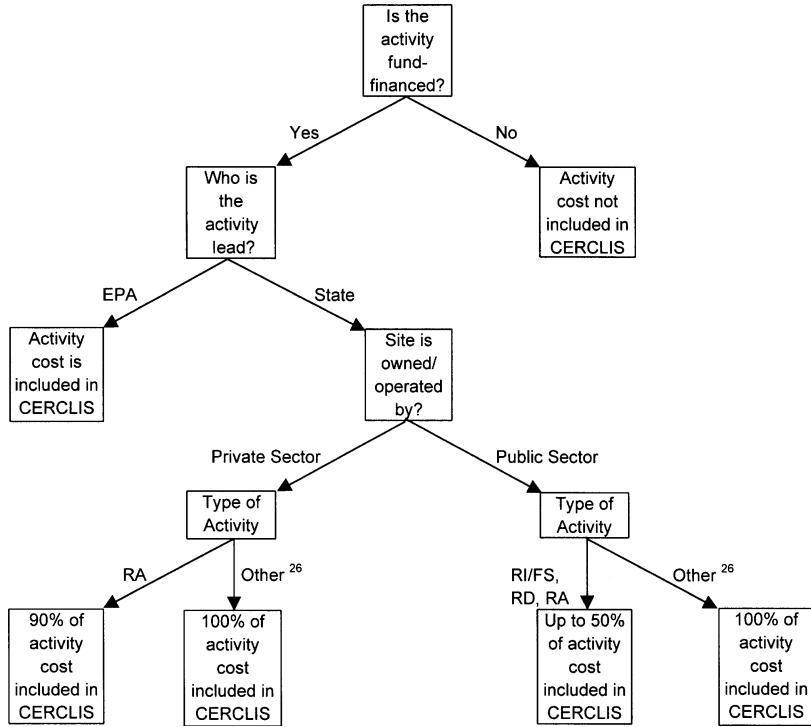 Is the
activity
fund-
financed?
Yes
No
Who is
the
activity
lead?
Activity
cost not
included in
CERCLIS
EPA
State
Activity
cost is
included in
CERCLIS
Site is
owned/
operated
by?
Private Sector
Public Sector
Type of
Activity
Type of
Activity
RA
Other 26
RI/FS,
RD, RA
Other 26
90% of
activity
cost
included in
CERCLIS
100% of
activity
cost
included in
CERCLIS
Up to 50%
of activity
cost
included in
CERCLIS
100% of
activity
cost
included in
CERCLIS